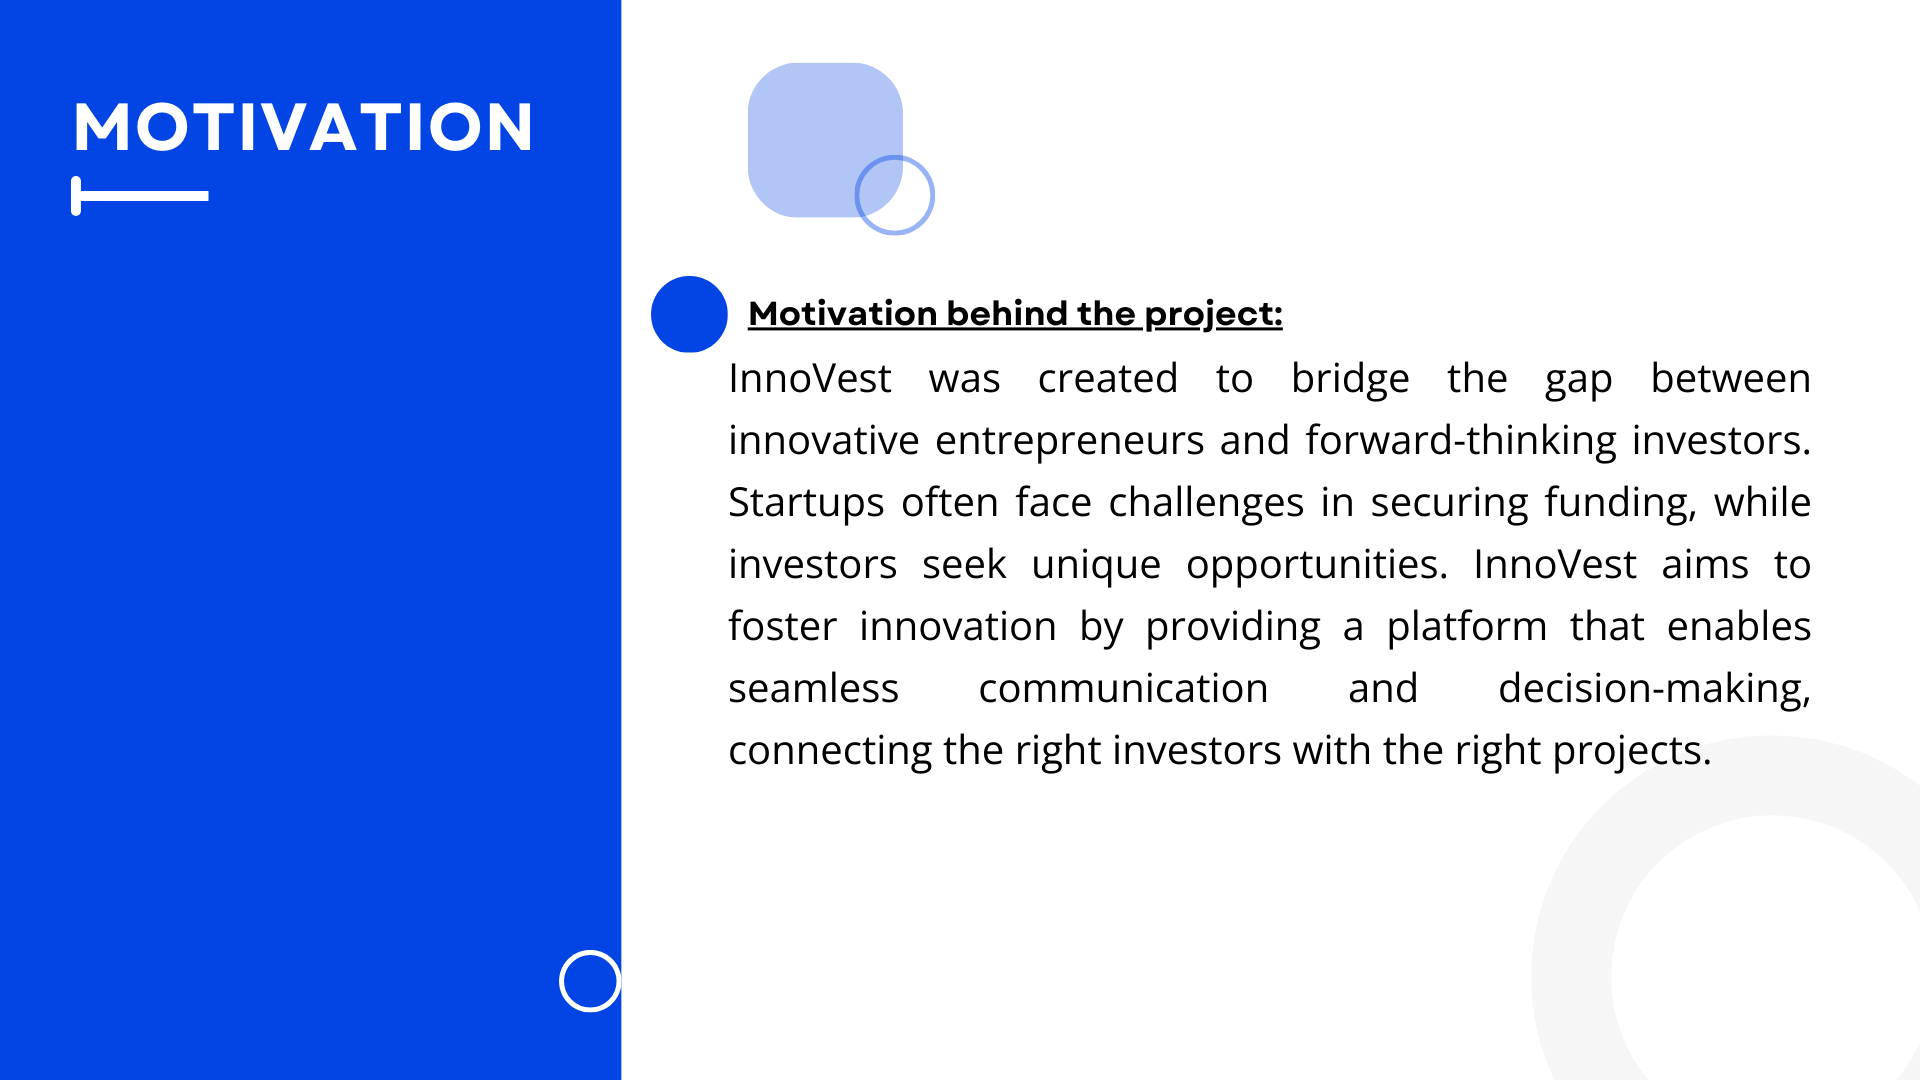 MOTIVATION
Motivation behind the project:
InnoVest was created to bridge the gap between
innovative entrepreneurs and forward-thinking investors.
Startups often face challenges in securing funding, while
investors seek unique opportunities. InnoVest aims to
foster innovation by providing a platform that enables
seamless communication and decision-making,
connecting the right investors with the right projects.